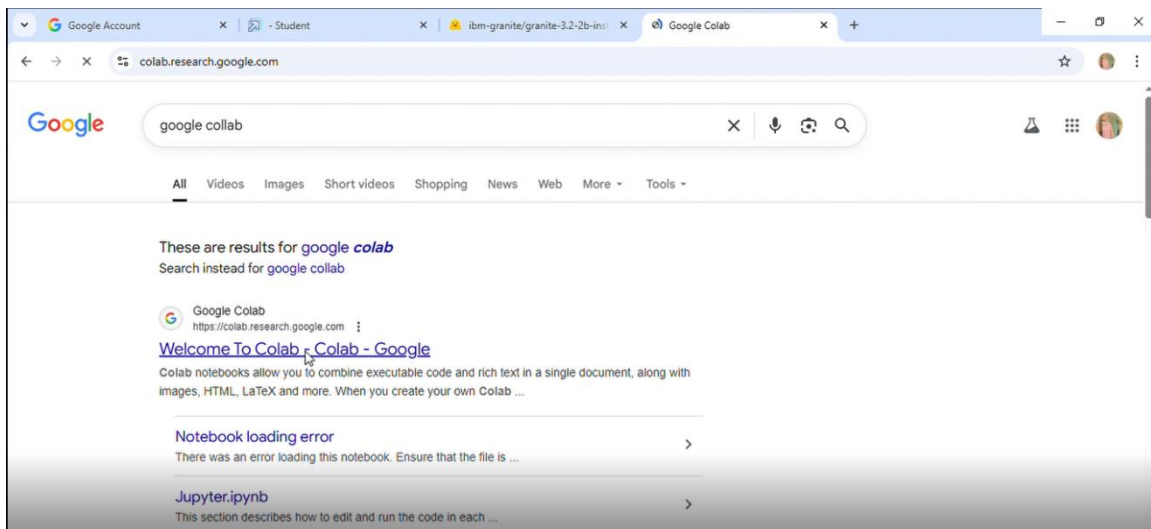 Google Account
- Student
ibm-granite/granite-3.2-2b-inst
Google Colab
colab.research.google.com
Google
google collab
All Videos Images Short videos Shopping News Web More Tools
These are results for google colab
Search instead for google collab
Google Colab
https://colab.research.google.com
Welcome To Colab - Colab - Google
Colab notebooks allow you to combine executable code and rich text in a single document, along with
images, HTML, LaTeX and more. When you create your own Colab ...
Notebook loading error
There was an error loading this notebook. Ensure that the file is ...
Jupyter.ipynb
This section describes how to edit and run the code in each ...